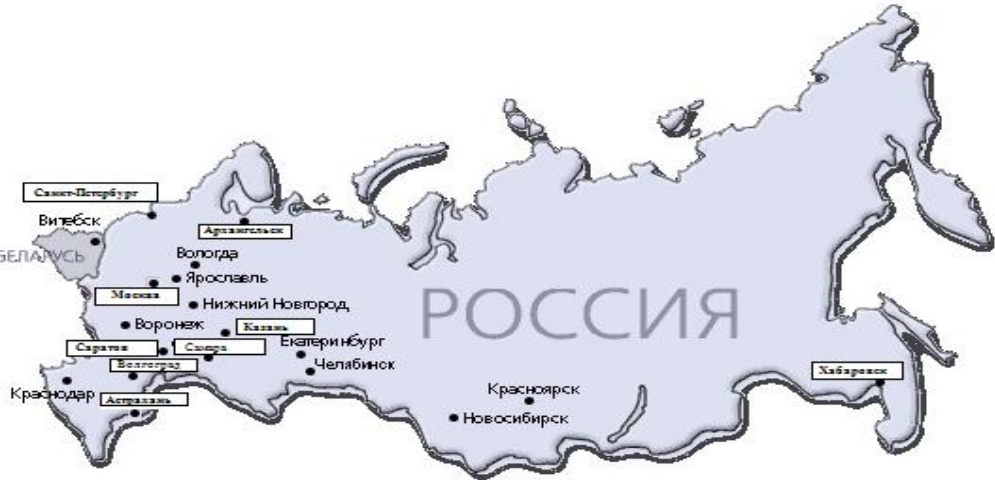 Санкт-Петербург
Витебск
БЕЛАРУСЬ
Архангельск
Вологда
Ярославль
Москва
Нижний Новгород
РОССИЯ
Воронеж
Казань
Саратов
Самара
Екатеринбург
Волгоград
Челябинск
Хабаровск
Краснодар
Астрахань
Красноярск
Новосибирск